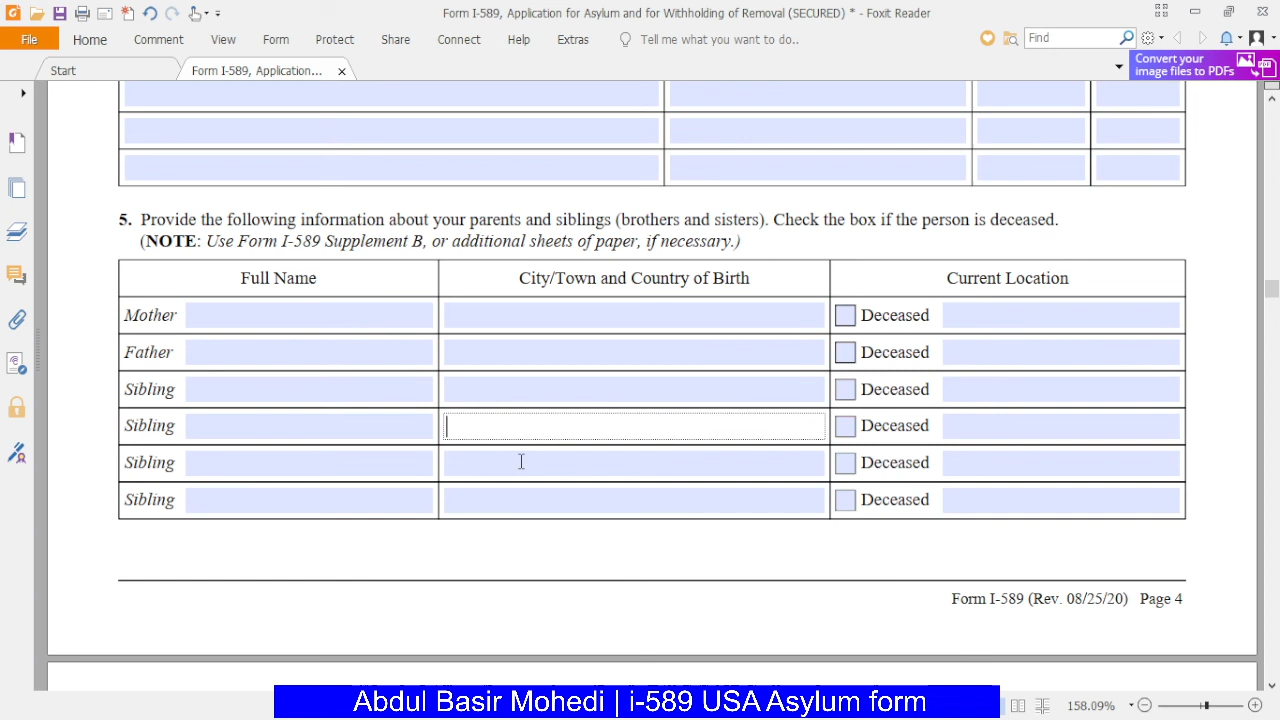 Form I-589, Application for Asylum and for Withholding of Removal (SECURED) * - Foxit Reader
File Home Comment View Form Protect Share Connect Help Extras Tell me what you want to do.. Find
Start Form I-589, Application... Convert your
image files to PDFs
5. Provide the following information about your parents and siblings (brothers and sisters). Check the box if the person is deceased.
(NOTE: Use Form I-589 Supplement B, or additional sheets of paper, if necessary.)
Full Name City/Town and Country of Birth Current Location
Mother Deceased
Father Deceased
Sibling Deceased
Sibling Deceased
Sibling Deceased
Sibling Deceased
Form I-589 (Rev. 08/25/20) Page 4
Abdul Basir Mohedi | i-589 USA Asylum form
158.09%